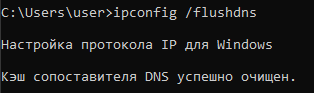 C:\Users\user>ipconfig /flushdns
Настройка протокола IP для Windows
Кэш сопоставителя DNS успешно очищен.